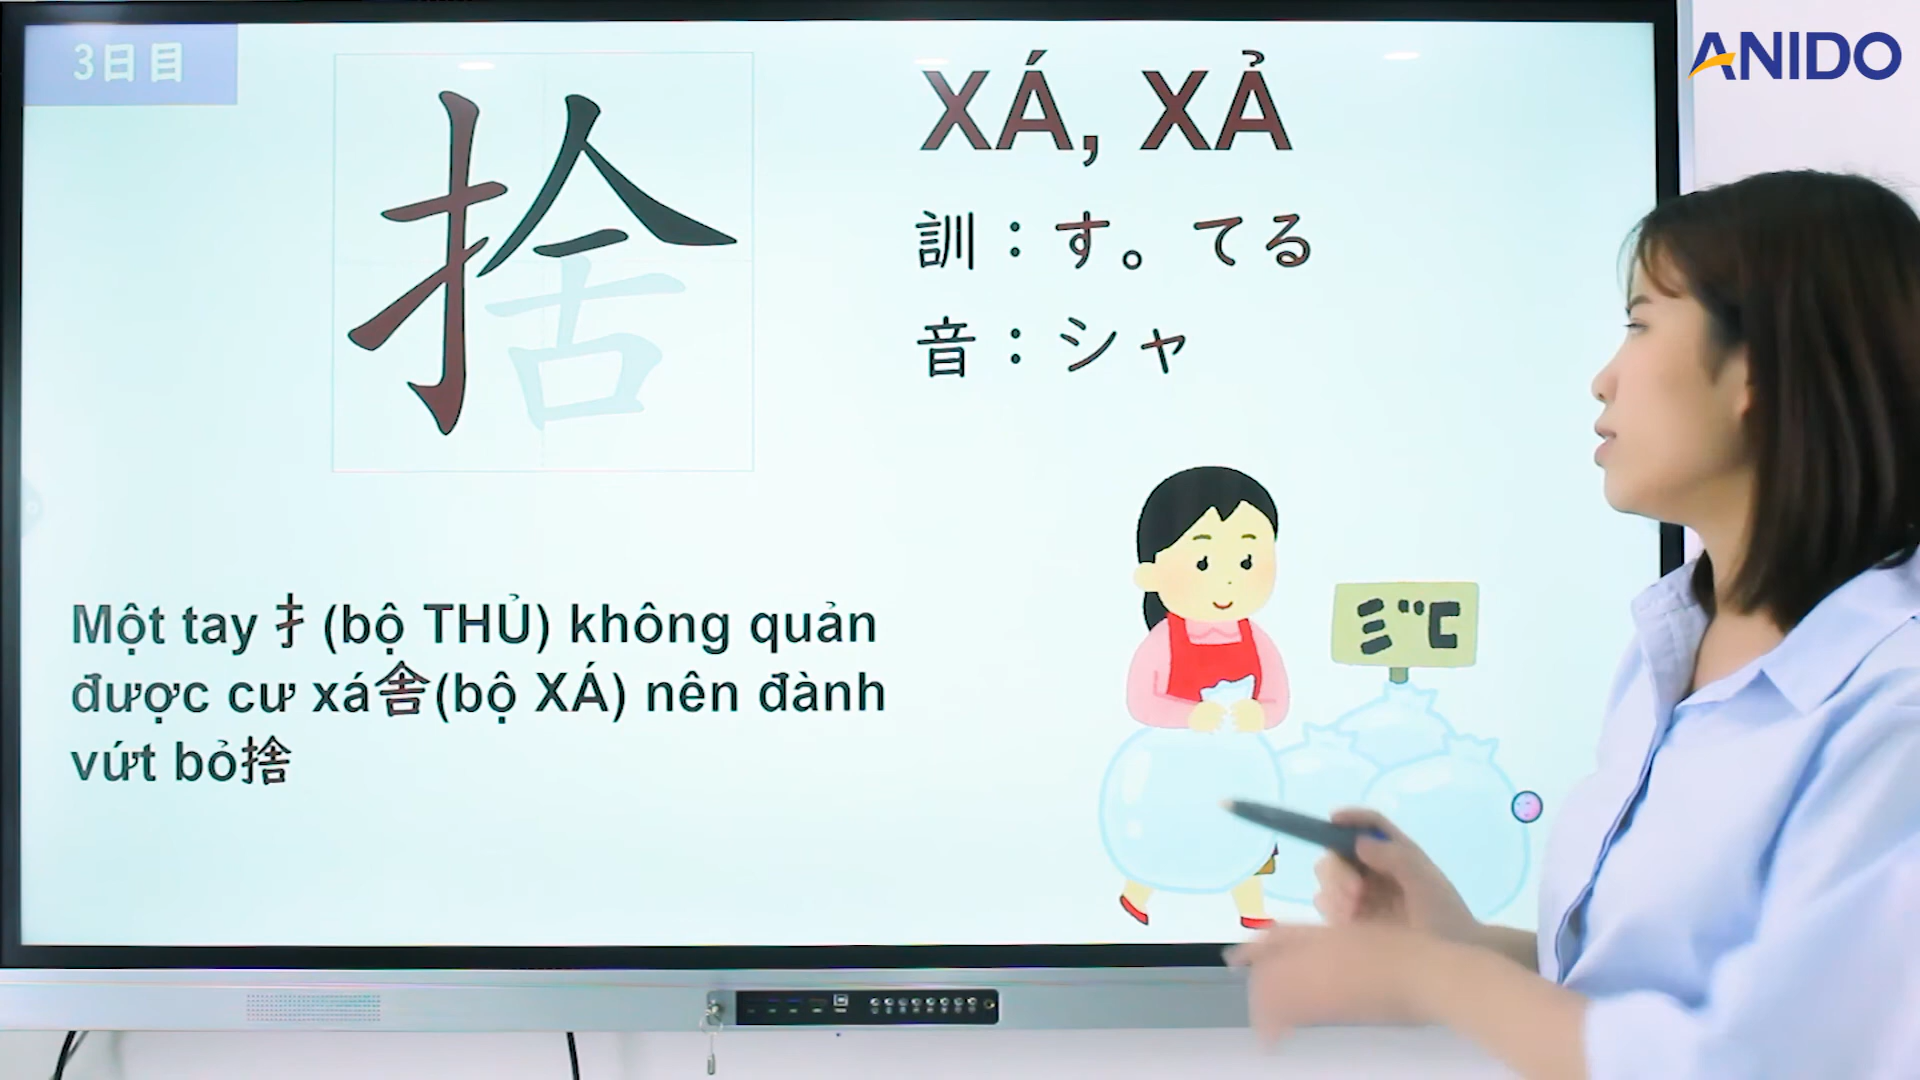 3日目
ANIDO
捨
XÁ, XẢ
訓：す。てる
音：シャ
Một tay 扌(bộ THỦ) không quản
được cư xá舎(bộ XÁ) nên đành
vứt bỏ捨
ゴミ